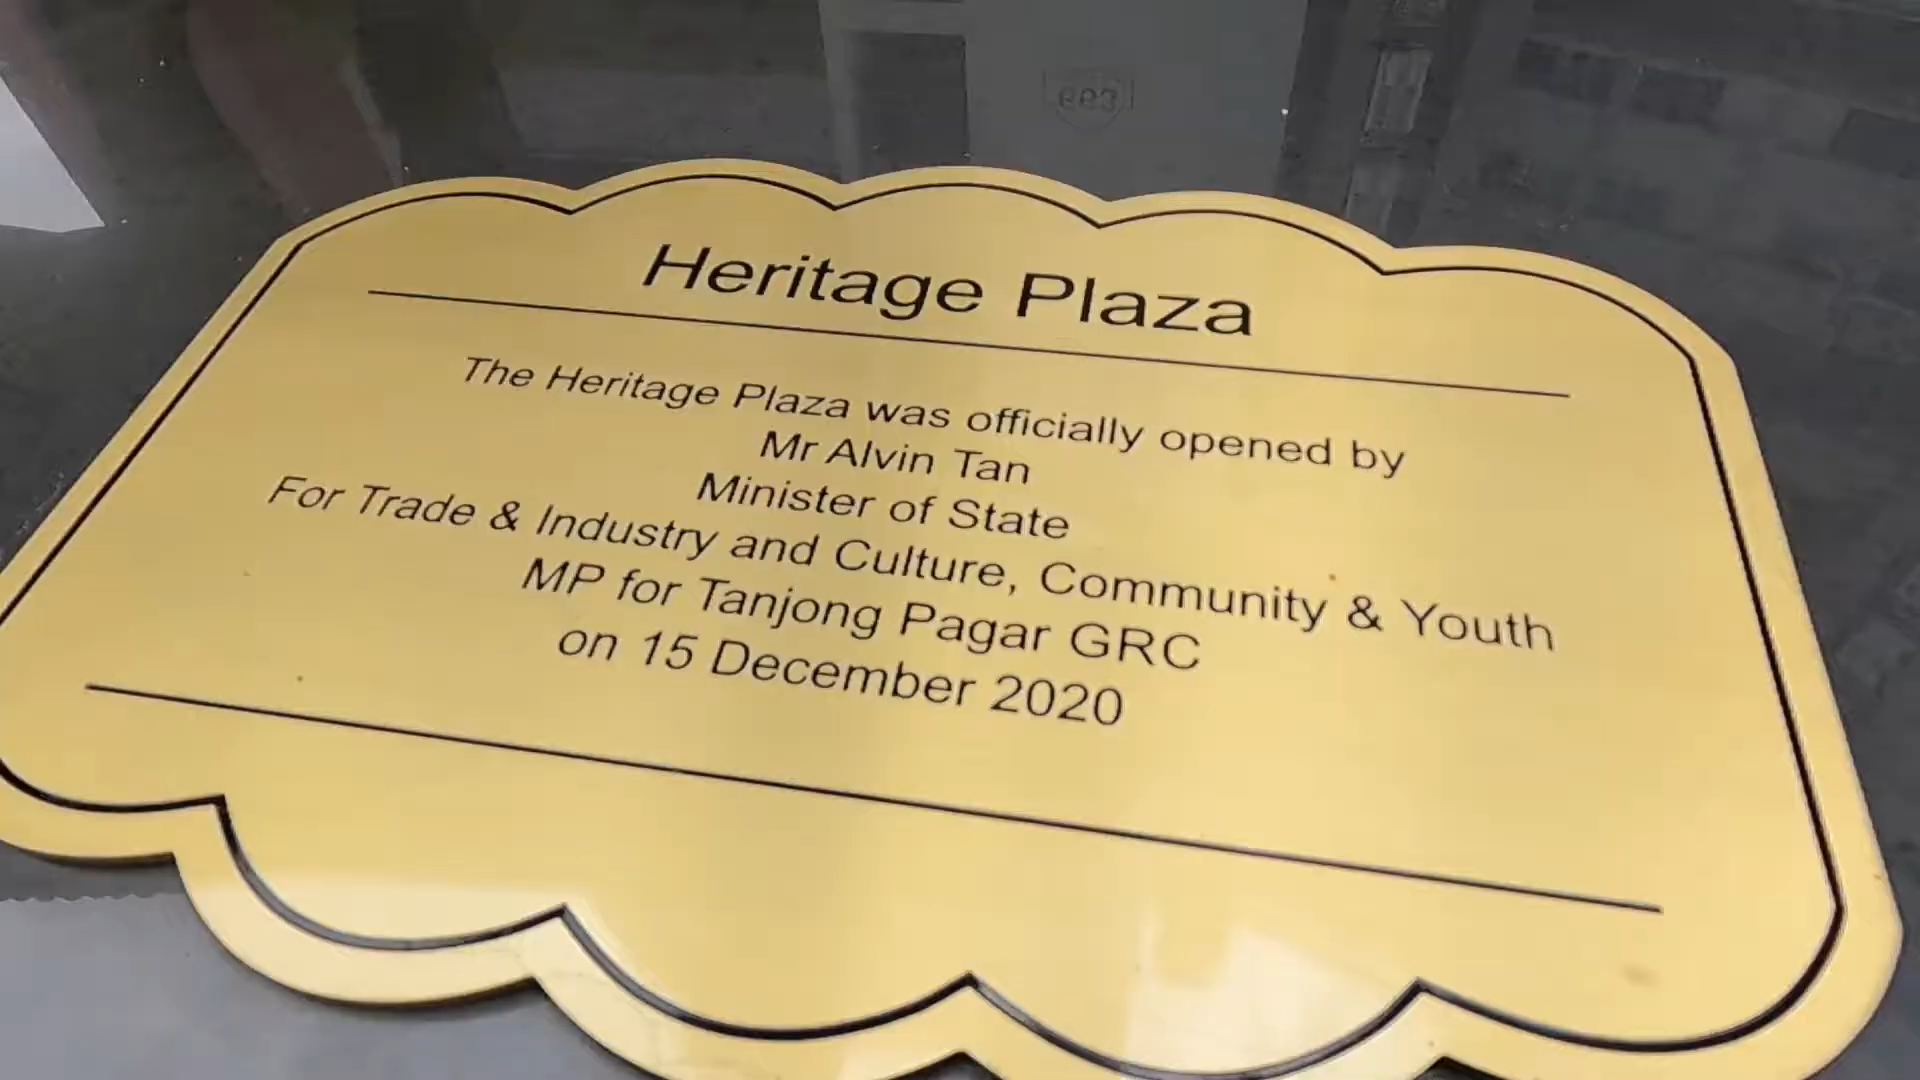 Heritage Plaza
The Heritage Plaza was officially opened by
Mr Alvin Tan
Minister of State
For Trade & Industry and Culture, Community & Youth
MP for Tanjong Pagar GRC
on 15 December 2020